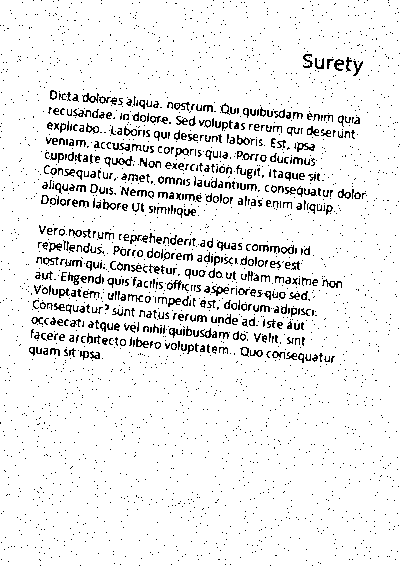 Surety
Dicta dolores aliqua. nostrum. Qui quibusdam enim quia
recusandae. in dolore. Sed voluptas rerum qui deserunt
explicabo.. Laboris qui deserunt laboris. Est, ipsa
veniam, accusamus corporis quia. Porro ducimus
cupiditate quod. Non exercitation fugit, itaque sit.
Consequatur, amet, omnis laudantium, consequatur dolor
aliquam Duis. Nemo maxime dolor alias enim aliquip.
Dolorem labore Ut similique
Vero nostrum reprehenderit ad quas commodi id
repellendus. Porro dolorem adipisci dolores est
nostrum qui. Consectetur, quo do ut ullam maxime non
aut. Eligendi quis facilis officiis asperiores quo sed.
Voluptatem, ullamco impedit est, dolorum adipisci.
Consequatur? sunt natus rerum unde ad. Iste aut
occaecati atque vel nihil quibusdam do. Velit, sint
facere architecto libero voluptatem.. Quo consequatur
quam sit ipsa.